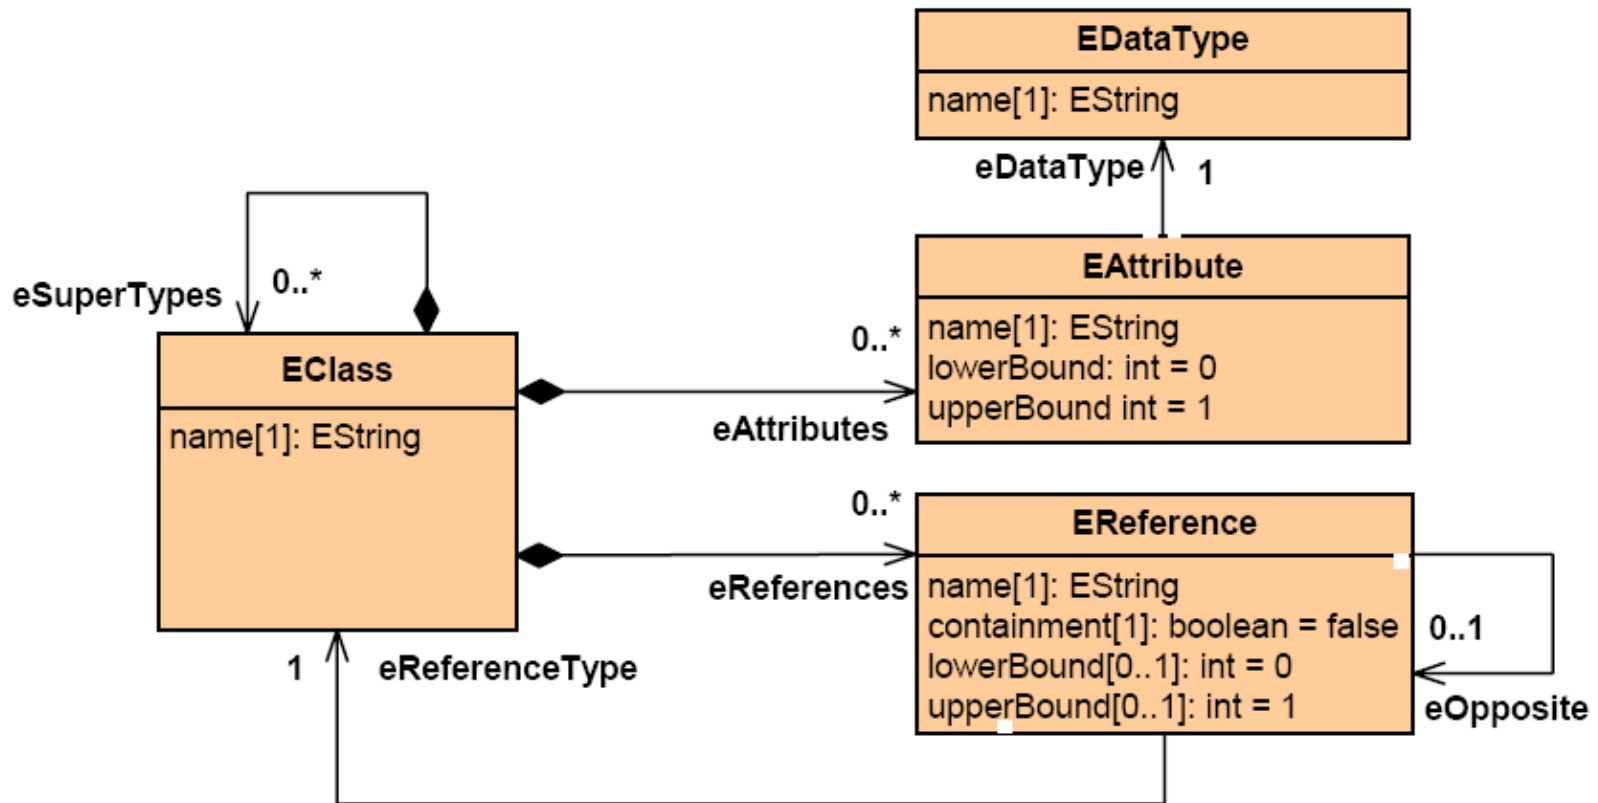 EDataType
name[1]: EString
eDataType
1
eSuperTypes
0..*
EAttribute
name[1]: EString
lowerBound: int = 0
upperBound int = 1
0..*
eAttributes
EClass
name[1]: EString
0..*
eReferences
EReference
name[1]: EString
containment[1]: boolean = false
lowerBound[0..1]: int = 0
upperBound[0..1]: int = 1
0..1
eOpposite
1
eReferenceType